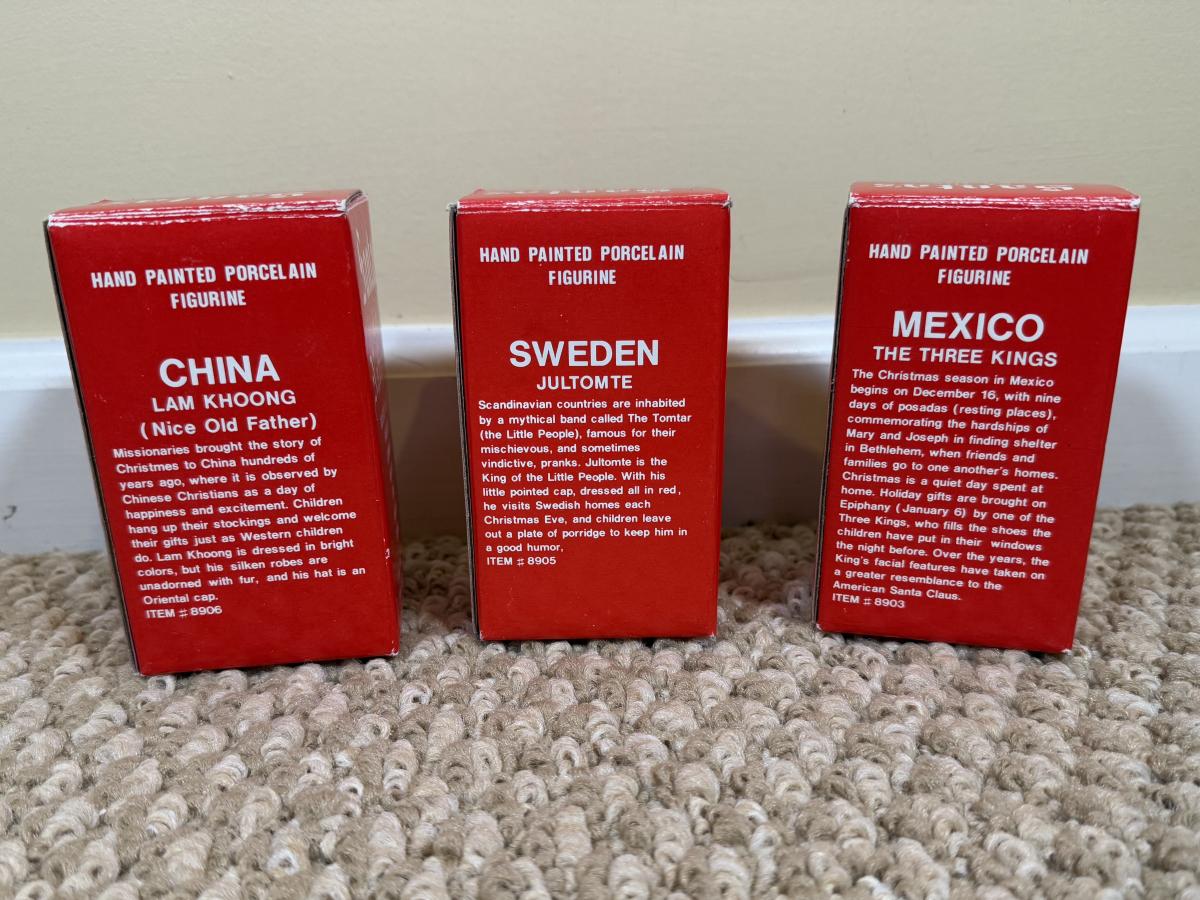 HAND PAINTED PORCELAIN
FIGURINE
CHINA
LAM KHOONG
(Nice Old Father)
Missionaries brought the story of
Christmes to China hundreds of
years ago, where it is observed by
Chinese Christians as a day of
happiness and excitement. Children
hang up their stockings and welcome
their gifts just as Western children
do. Lam Khoong is dressed in bright
colors, but his silken robes are
unadorned with fur, and his hat is an
Oriental cap.
ITEM # 8906
Santas
HAND PAINTED PORCELAIN
FIGURINE
SWEDEN
JULTOMTE
Scandinavian countries are inhabited
by a mythical band called The Tomtar
(the Little People), famous for their
mischievous, and sometimes
vindictive, pranks. Jultomte is the
King of the Little People. With his
little pointed cap, dressed all in red,
he visits Swedish homes each
Christmas Eve, and children leave
out a plate of porridge to keep him in
a good humor,
ITEM # 8905
Santas
HAND PAINTED PORCELAIN
FIGURINE
MEXICO
THE THREE KINGS
The Christmas season in Mexico
begins on December 16, with nine
days of posadas (resting places),
commemorating the hardships of
Mary and Joseph in finding shelter
in Bethlehem, when friends and
families go to one another's homes.
Christmas is a quiet day spent at
home. Holiday gifts are brought on
Epiphany (January 6) by one of the
Three Kings, who fills the shoes the
children have put in their windows
the night before. Over the years, the
King's facial features have taken on
a greater resemblance to the
American Santa Claus.
ITEM # 8903